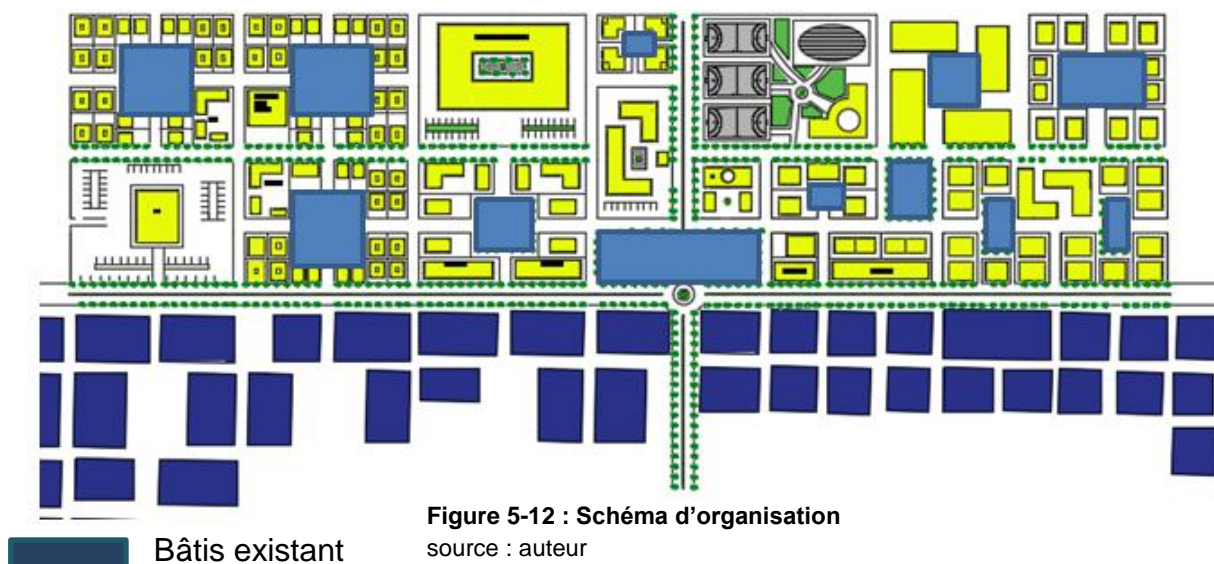 Figure 5-12 : Schéma d’organisation
source : auteur
Bâtis existant